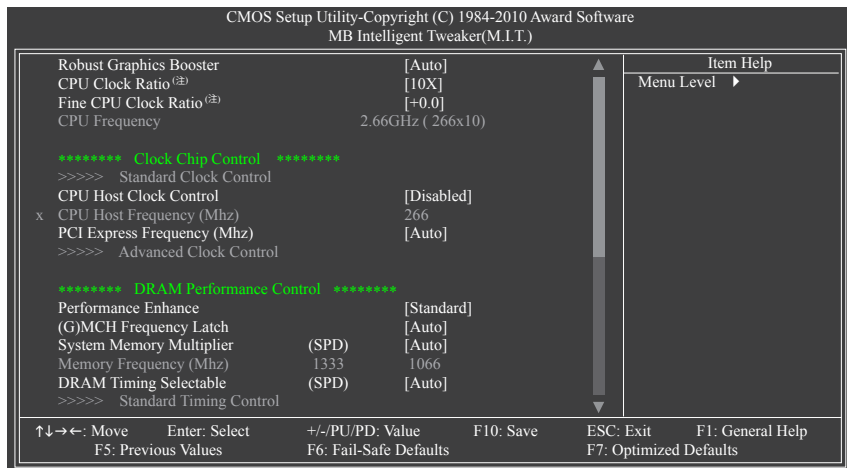 CMOS Setup Utility-Copyright (C) 1984-2010 Award Software
MB Intelligent Tweaker(M.I.T.)
Robust Graphics Booster [Auto]
CPU Clock Ratio (注) [10X]
Fine CPU Clock Ratio (注) [+0.0]
CPU Frequency 2.66GHz ( 266x10)
******** Clock Chip Control ********
>>>>> Standard Clock Control
CPU Host Clock Control [Disabled]
x CPU Host Frequency (Mhz) 266
PCI Express Frequency (Mhz) [Auto]
>>>>> Advanced Clock Control
******** DRAM Performance Control ********
Performance Enhance [Standard]
(G)MCH Frequency Latch [Auto]
System Memory Multiplier (SPD) [Auto]
Memory Frequency (Mhz) 1333 1066
DRAM Timing Selectable (SPD) [Auto]
>>>>> Standard Timing Control
Item Help
Menu Level ▶
↑↓→←: Move Enter: Select +/-/PU/PD: Value F10: Save ESC: Exit F1: General Help
F5: Previous Values F6: Fail-Safe Defaults F7: Optimized Defaults